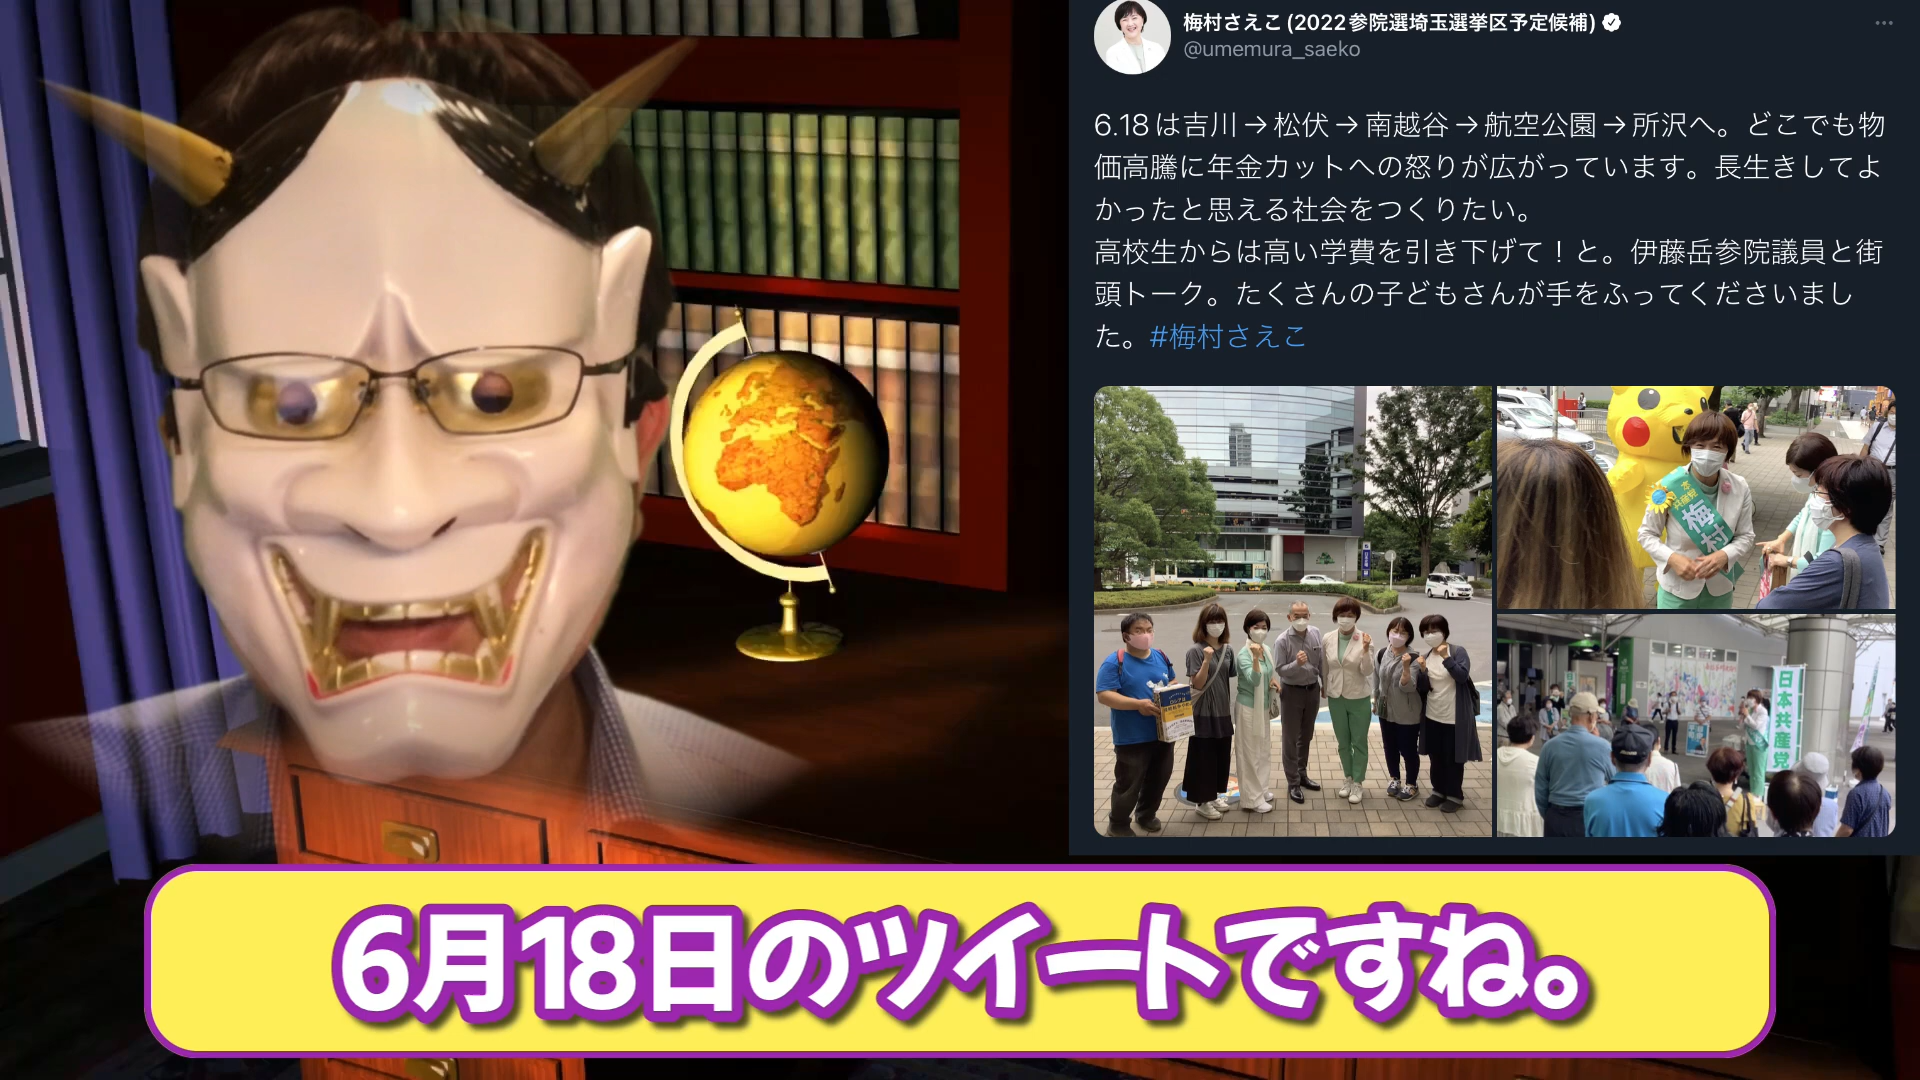 梅村さえこ(2022参院選埼玉選挙区予定候補)
@umemura_saeko
6.18は吉川→松伏→南越谷→航空公園→所沢へ。どこでも物
価高騰に年金カットへの怒りが広がっています。長生きしてよ
かったと思える社会をつくりたい。
高校生からは高い学費を引き下げて！と。伊藤岳参院議員と街
頭トーク。たくさんの子どもさんが手をふってくださいまし
た。#梅村さえこ
梅村
日本共産党
6月18日のツイートですね。